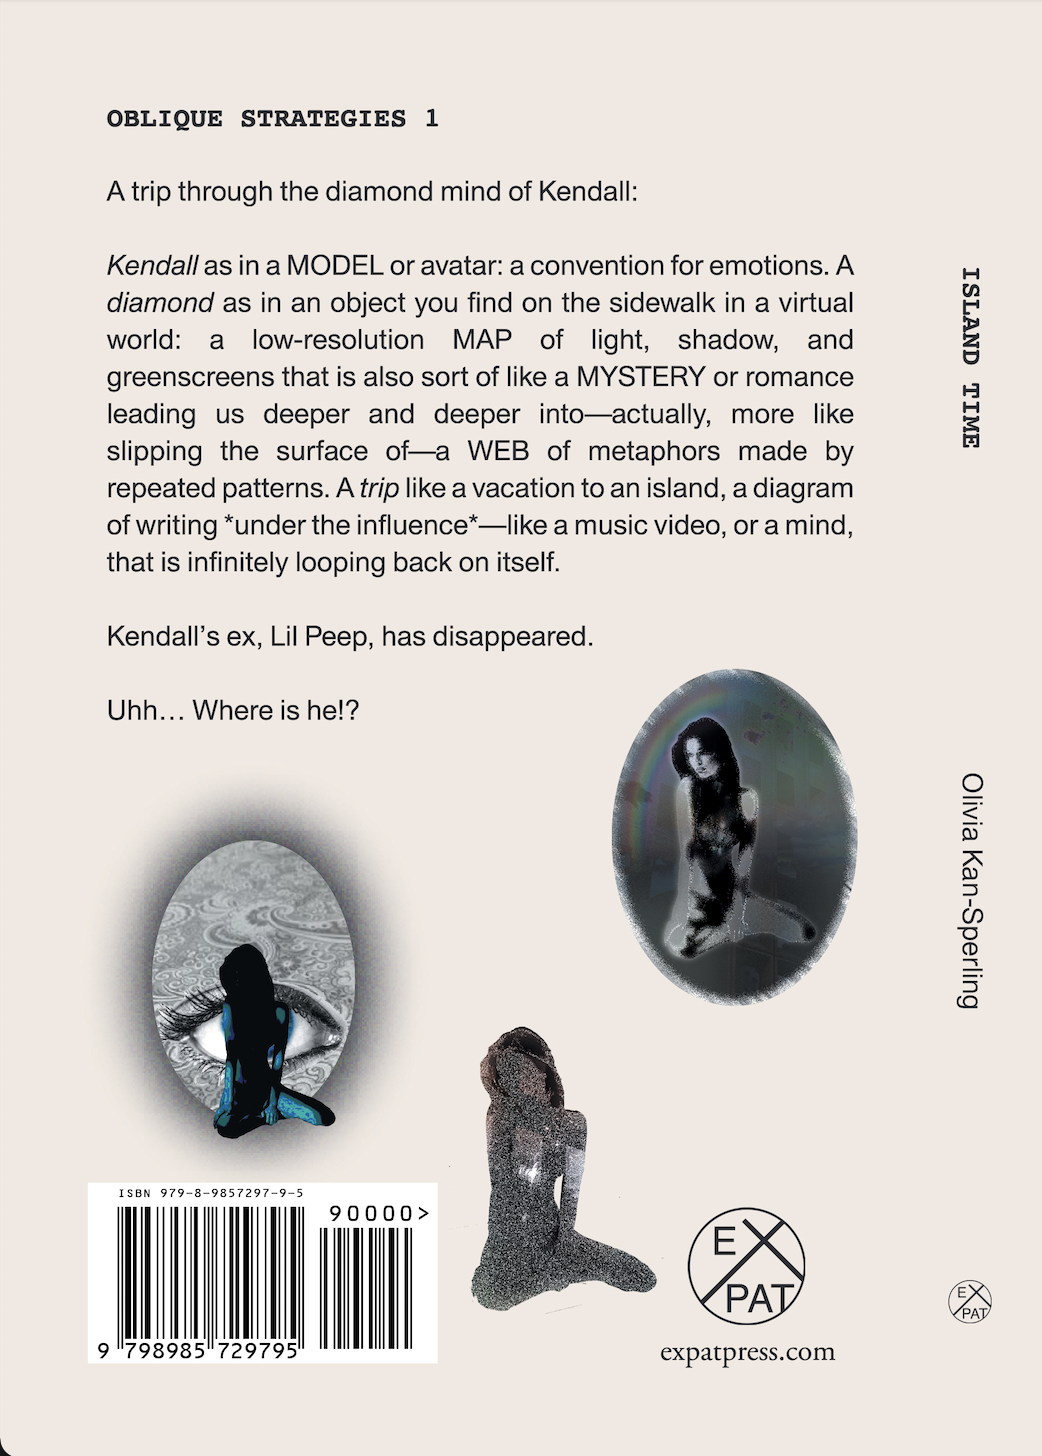 OBLIQUE STRATEGIES 1
A trip through the diamond mind of Kendall:
Kendall as in a MODEL or avatar: a convention for emotions. A
diamond as in an object you find on the sidewalk in a virtual
world: a low-resolution MAP of light, shadow, and
greenscreens that is also sort of like a MYSTERY or romance
leading us deeper and deeper into—actually, more like
slipping the surface of—a WEB of metaphors made by
repeated patterns. A trip like a vacation to an island, a diagram
of writing *under the influence*—like a music video, or a mind,
that is infinitely looping back on itself.
Kendall’s ex, Lil Peep, has disappeared.
Uhh… Where is he!?
ISBN 979-8-9857297-9-5
90000>
9 798985 729795
EX
PAT
expatpress.com
ISLAND TIME
Olivia Kan-Sperling
EX
PAT